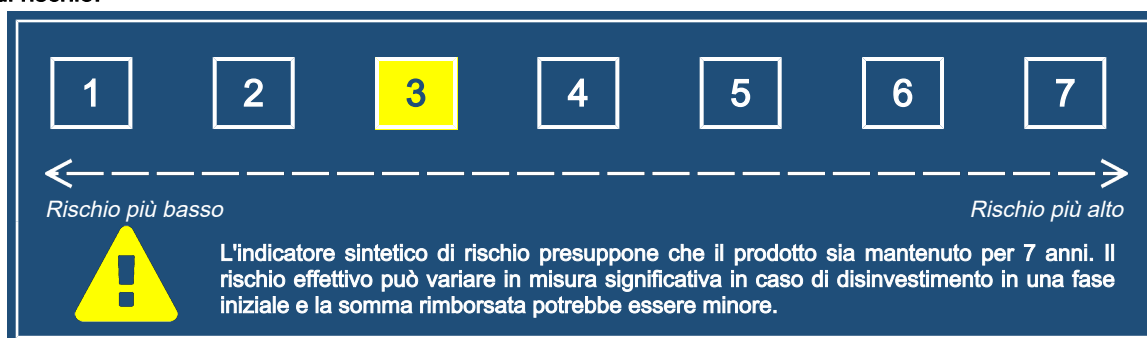 di rischio:
1 2 3 4 5 6 7
Rischio più basso Rischio più alto
L'indicatore sintetico di rischio presuppone che il prodotto sia mantenuto per 7 anni. Il
rischio effettivo può variare in misura significativa in caso di disinvestimento in una fase
iniziale e la somma rimborsata potrebbe essere minore.